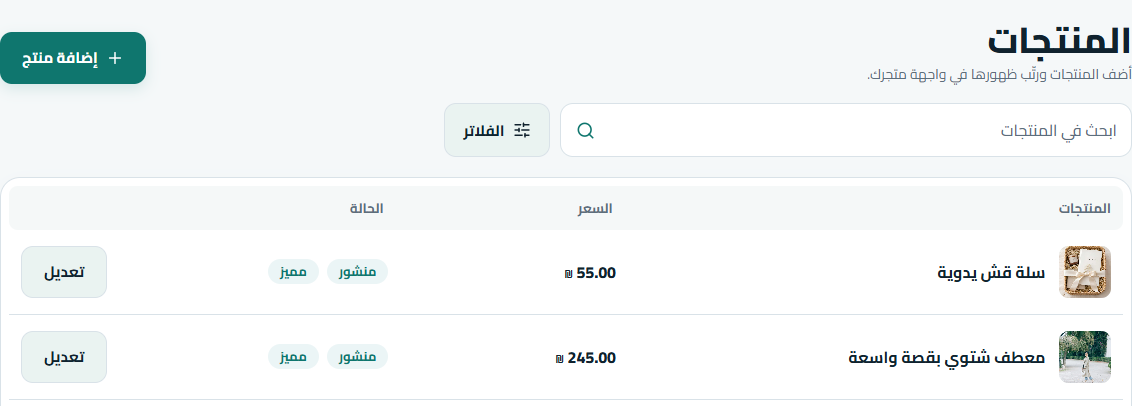 المنتجات
أضف المنتجات ورتّب ظهورها في واجهة متجرك.
إضافة منتج
ابحث في المنتجات
الفلاتر
المنتجات السعر الحالة
سلة قش يدوية 55.00 ₪ منشور مميز تعديل
معطف شتوي بقصة واسعة 245.00 ₪ منشور مميز تعديل